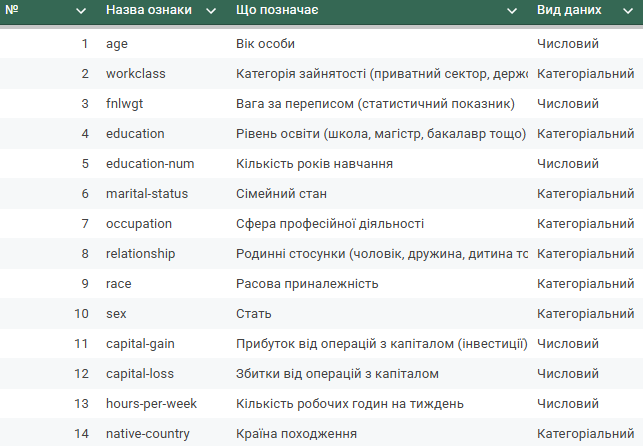 № Назва ознаки Що позначає Вид даних
1 age Вік особи Числовий
2 workclass Категорія зайнятості (приватний сектор, Категоріальний
3 fnlwgt Вага за переписом (статистичний показник) Числовий
4 education Рівень освіти (школа, магістр, бакалавр тощо) Категоріальний
5 education-num Кількість років навчання Числовий
6 marital-status Сімейний стан Категоріальний
7 occupation Сфера професійної діяльності Категоріальний
8 relationship Родинні стосунки (чоловік, дружина, дитина Категоріальний
9 race Расова приналежність Категоріальний
10 sex Стать Категоріальний
11 capital-gain Прибуток від операцій з капіталом (інвестиції) Числовий
12 capital-loss Збитки від операцій з капіталом Числовий
13 hours-per-week Кількість робочих годин на тиждень Числовий
14 native-country Країна походження Категоріальний